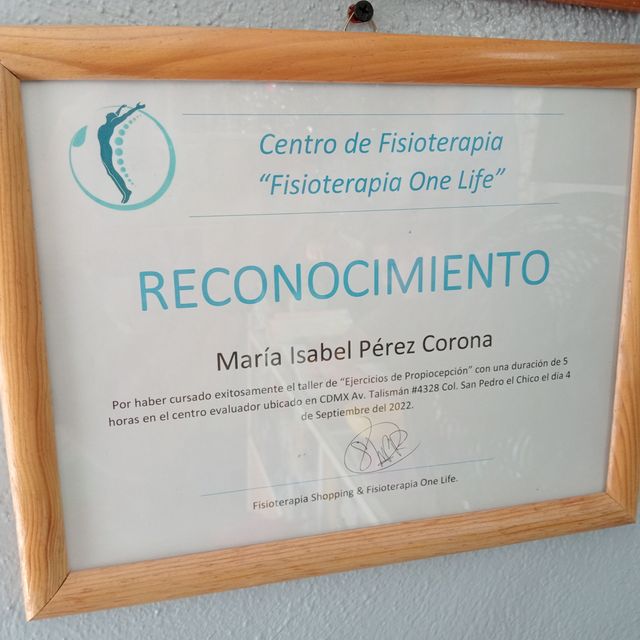 Centro de Fisioterapia
“Fisioterapia One Life”
RECONOCIMIENTO
María Isabel Pérez Corona
Por haber cursado exitosamente el taller de “Ejercicios de Propiocepción” con una duración de 5
horas en el centro evaluador ubicado en CDMX Av. Talismán #4328 Col. San Pedro el Chico el día 4
de Septiembre del 2022.
Fisioterapia Shopping & Fisioterapia One Life.